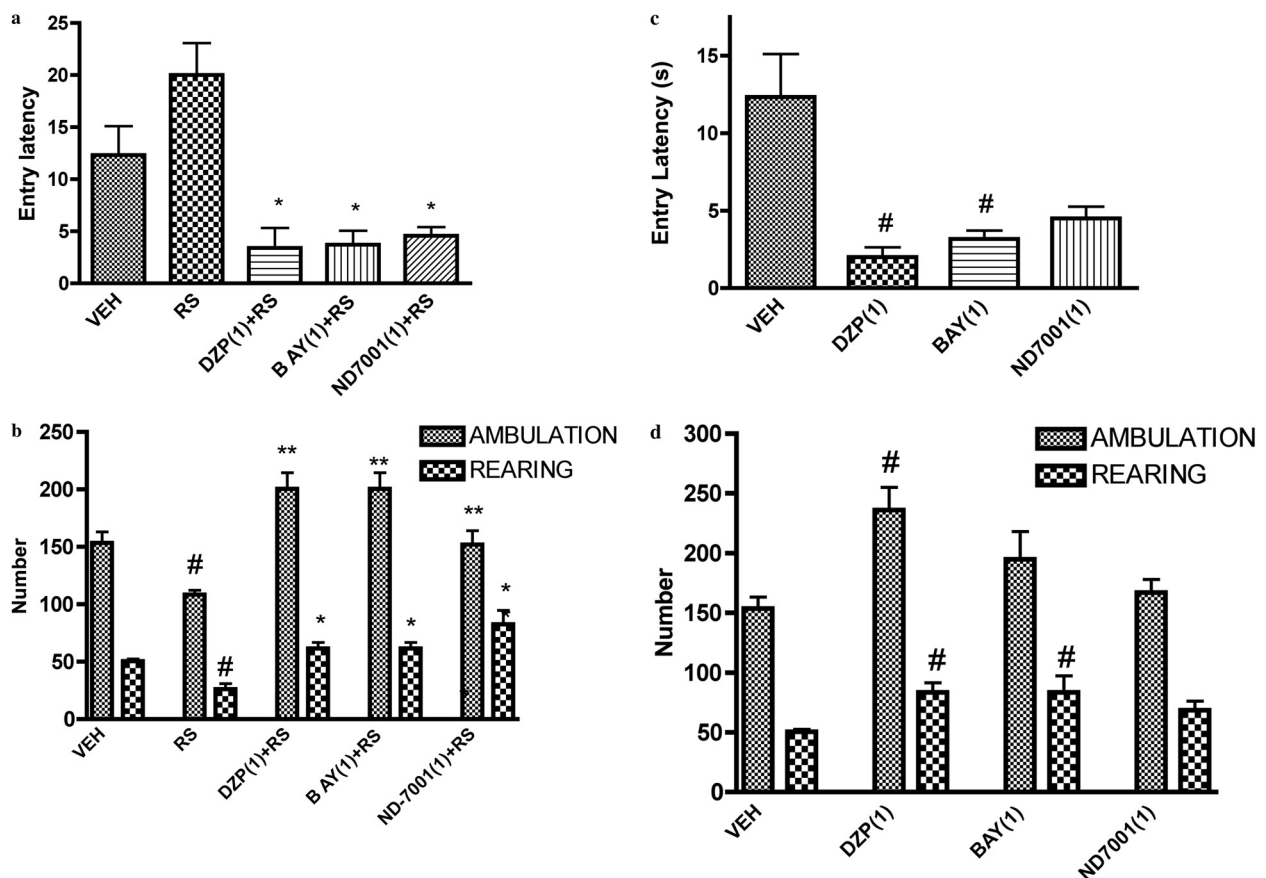 a
25
20
15
10
5
0
Entry latency
*
*
*
VEH
RS
DZP(1)+RS
B AY(1)+RS
ND7001(1)+RS
c
15
10
5
0
Entry Latency (s)
#
#
VEH
DZP(1)
BAY(1)
ND7001(1)
b
250
200
150
100
50
0
Number
AMBULATION
REARING
#
#
**
*
**
*
**
*
VEH
RS
DZP(1)+RS
B AY(1)+RS
ND-7001(1)+RS
d
300
250
200
150
100
50
0
Number
AMBULATION
REARING
#
#
#
VEH
DZP(1)
BAY(1)
ND7001(1)